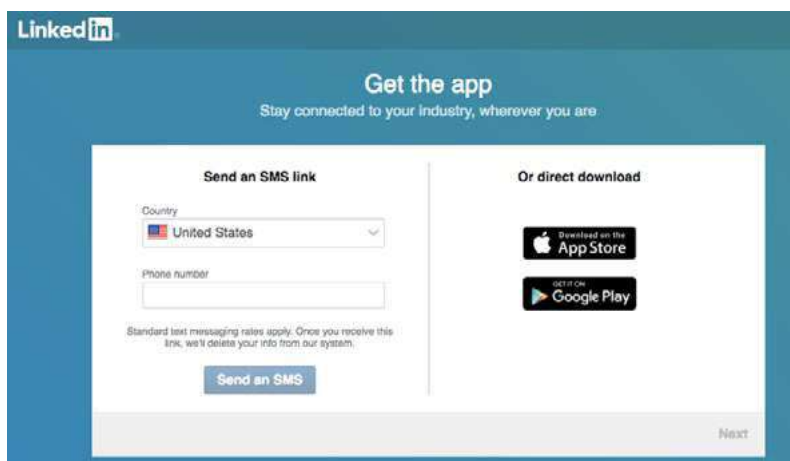 Linked in
Get the app
Stay connected to your industry, wherever you are
Send an SMS link
Country
United States
Phone number
Standard text messaging rates apply. Once you receive this
link, we'll delete your info from our system.
Send an SMS
Or direct download
Download on the
App Store
GET IT ON
Google Play
Next